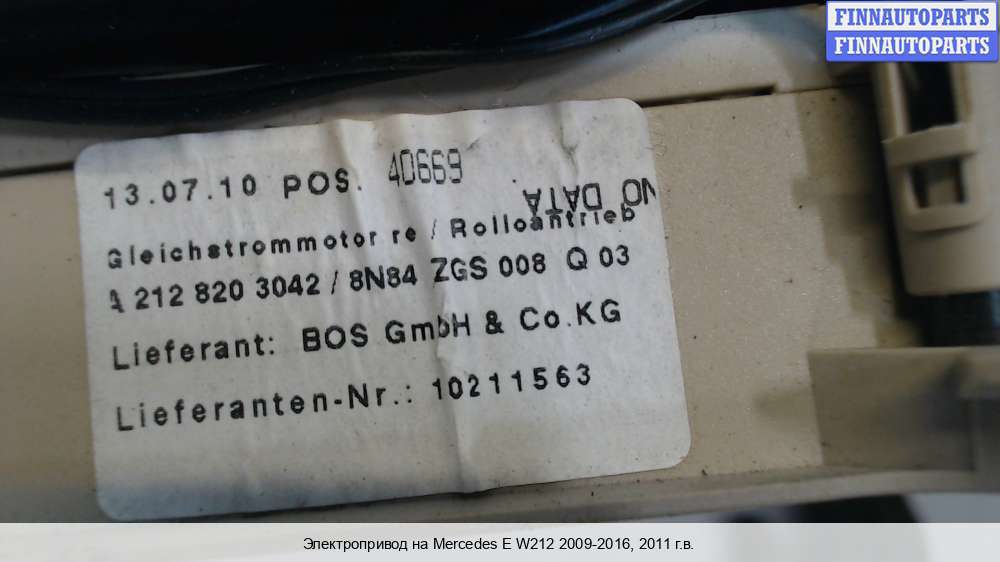 FINNAUTOPARTS
FINNAUTOPARTS
13.07.10 POS. 40669
NO DATA
Gleichstrommotor re / Rolloantrieb
A 212 820 3042 / 8N84 ZGS 008 Q 03
Lieferant: BOS GmbH & Co.KG
Lieferanten-Nr.: 10211563
Электропривод на Mercedes E W212 2009-2016, 2011 г.в.